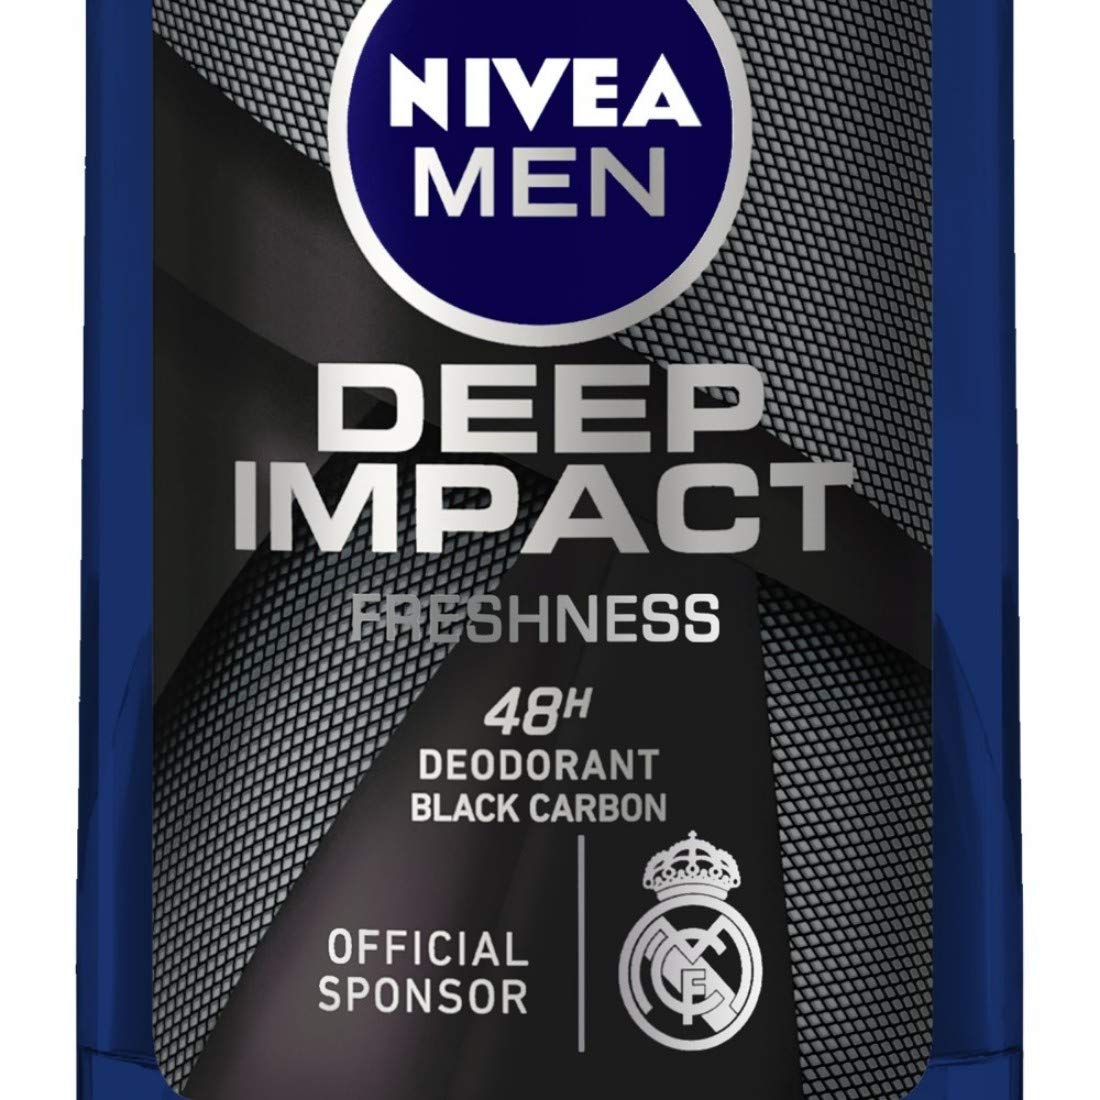 NIVEA
MEN
DEEP
IMPACT
FRESHNESS
48H
DEODORANT
BLACK CARBON
OFFICIAL
SPONSOR